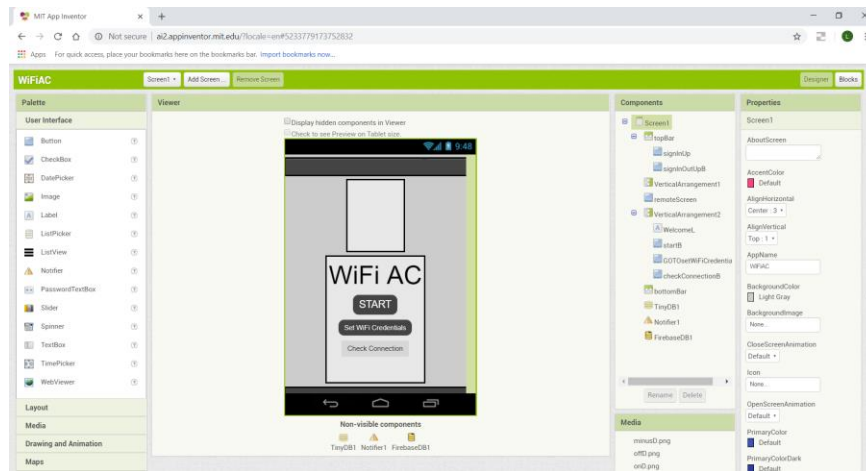 MIT App Inventor
Not secure | ai2.appinventor.mit.edu/?locale=en#5233779173752832
Apps For quick access, place your bookmarks here on the bookmarks bar. Import bookmarks now...
WiFiAC
Screen1
Add Screen ...
Remove Screen
Designer
Blocks
Palette
User Interface
Button
CheckBox
DatePicker
Image
Label
ListPicker
ListView
Notifier
PasswordTextBox
Slider
Spinner
TextBox
TimePicker
WebViewer
Layout
Media
Drawing and Animation
Maps
Viewer
Display hidden components in Viewer
Check to see Preview on Tablet size.
9:48
WiFi AC
START
Set WiFi Credentials
Check Connection
Non-visible components
TinyDB1 Notifier1 FirebaseDB1
Components
Screen1
topBar
signInUp
signInOutUpB
VerticalArrangement1
remoteScreen
VerticalArrangement2
WelcomeL
startB
GOTOsetWiFiCredentia
checkConnectionB
bottomBar
TinyDB1
Notifier1
FirebaseDB1
Rename
Delete
Media
minusD.png
offD.png
onD.png
Properties
Screen1
AboutScreen
AccentColor
Default
AlignHorizontal
Center : 3
AlignVertical
Top : 1
AppName
WiFiAC
BackgroundColor
Light Gray
BackgroundImage
None...
CloseScreenAnimation
Default
Icon
None...
OpenScreenAnimation
Default
PrimaryColor
Default
PrimaryColorDark
Default